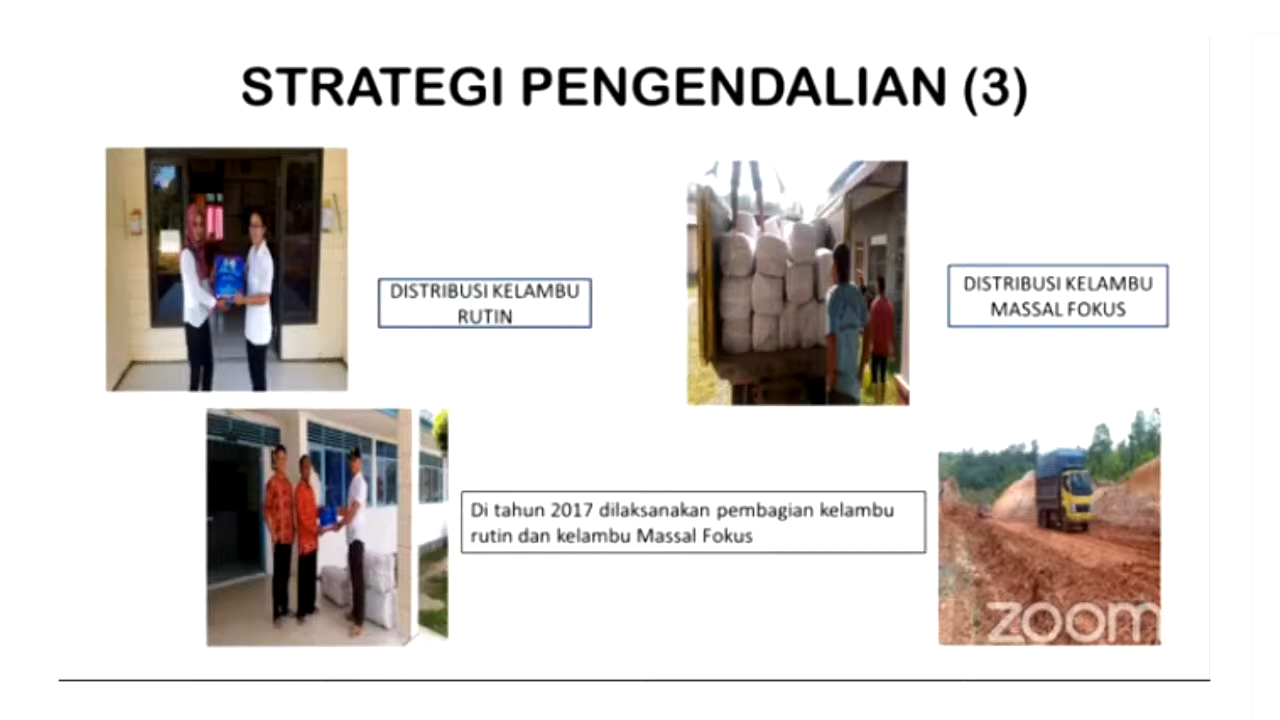 STRATEGI PENGENDALIAN (3)
DISTRIBUSI KELAMBU
RUTIN
DISTRIBUSI KELAMBU
MASSAL FOKUS
Di tahun 2017 dilaksanakan pembagian kelambu
rutin dan kelambu Massal Fokus
zoom